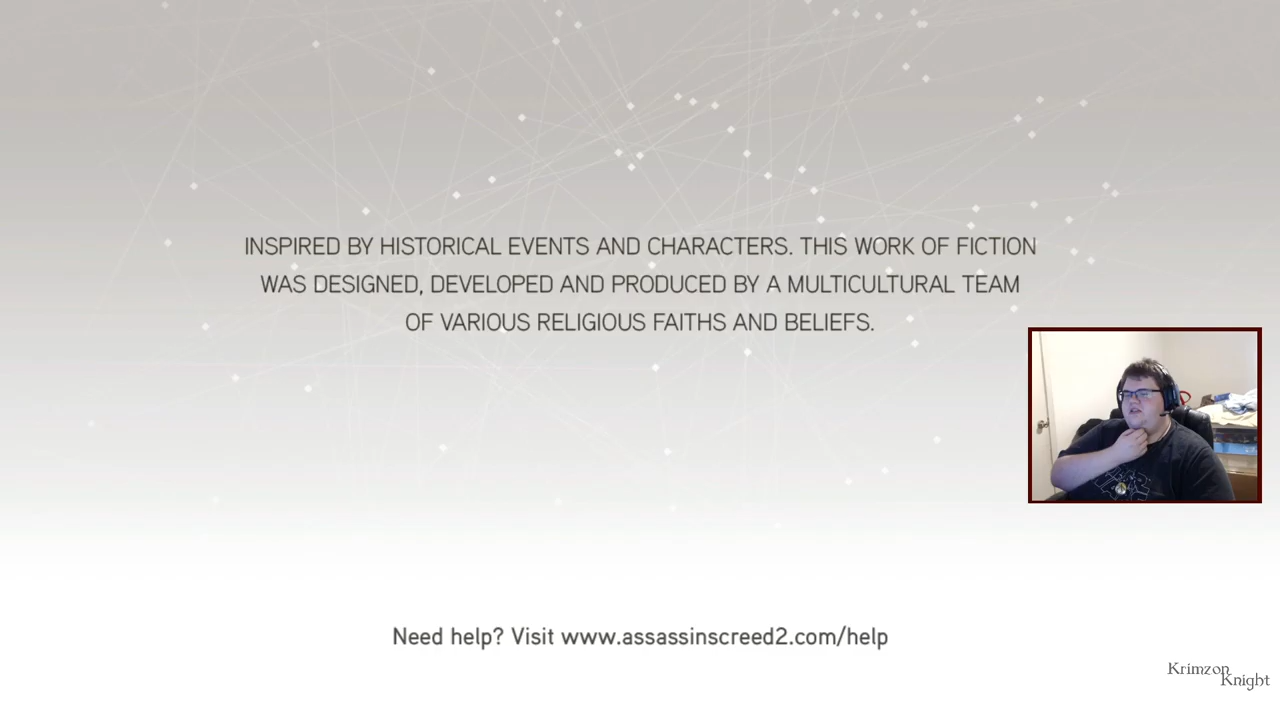 INSPIRED BY HISTORICAL EVENTS AND CHARACTERS. THIS WORK OF FICTION
WAS DESIGNED, DEVELOPED AND PRODUCED BY A MULTICULTURAL TEAM
OF VARIOUS RELIGIOUS FAITHS AND BELIEFS.
Need help? Visit www.assassinscreed2.com/help
Krimzon
Knight